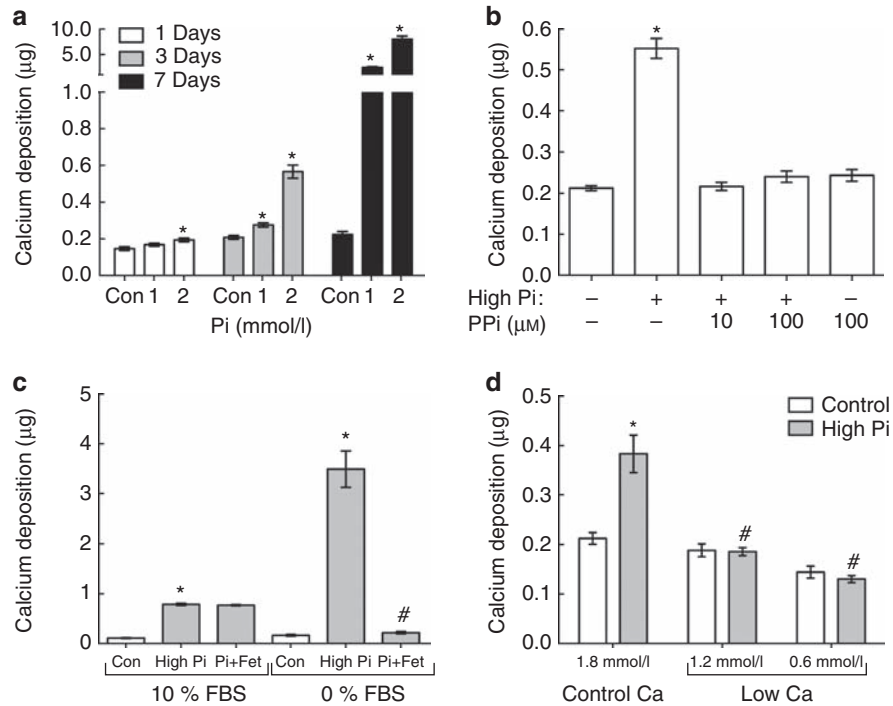 a
Calcium deposition (µg)
10.0
5.0
1.0
0.8
0.6
0.4
0.2
0.0
1 Days
3 Days
7 Days
* * * * *
Con 1 2 Con 1 2 Con 1 2
Pi (mmol/l)
b
Calcium deposition (µg)
0.6
0.5
0.4
0.3
0.2
0.1
0.0
*
High Pi: – + + + –
PPi (µM) – – 10 100 100
c
Calcium deposition (µg)
5
4
3
2
1
0
* * #
Con High Pi Pi+Fet Con High Pi Pi+Fet
10 % FBS 0 % FBS
d
Calcium deposition (µg)
0.5
0.4
0.3
0.2
0.1
0.0
Control
High Pi
* # #
1.8 mmol/l 1.2 mmol/l 0.6 mmol/l
Control Ca Low Ca